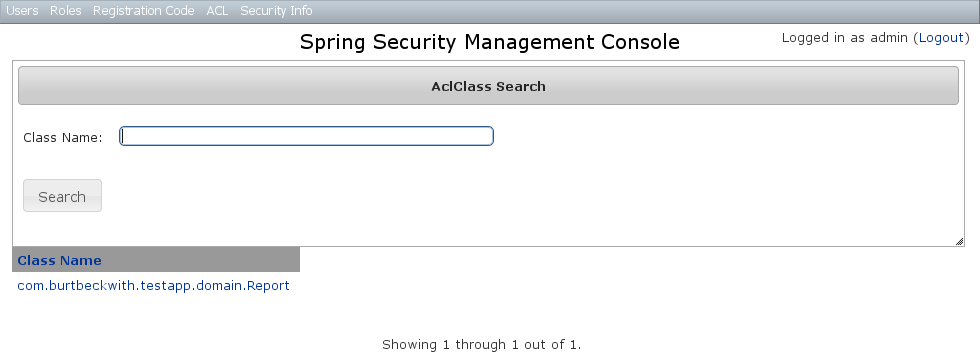 Users Roles Registration Code ACL Security Info
Spring Security Management Console
Logged in as admin (Logout)
AclClass Search
Class Name:
Search
Class Name
com.burtbeckwith.testapp.domain.Report
Showing 1 through 1 out of 1.